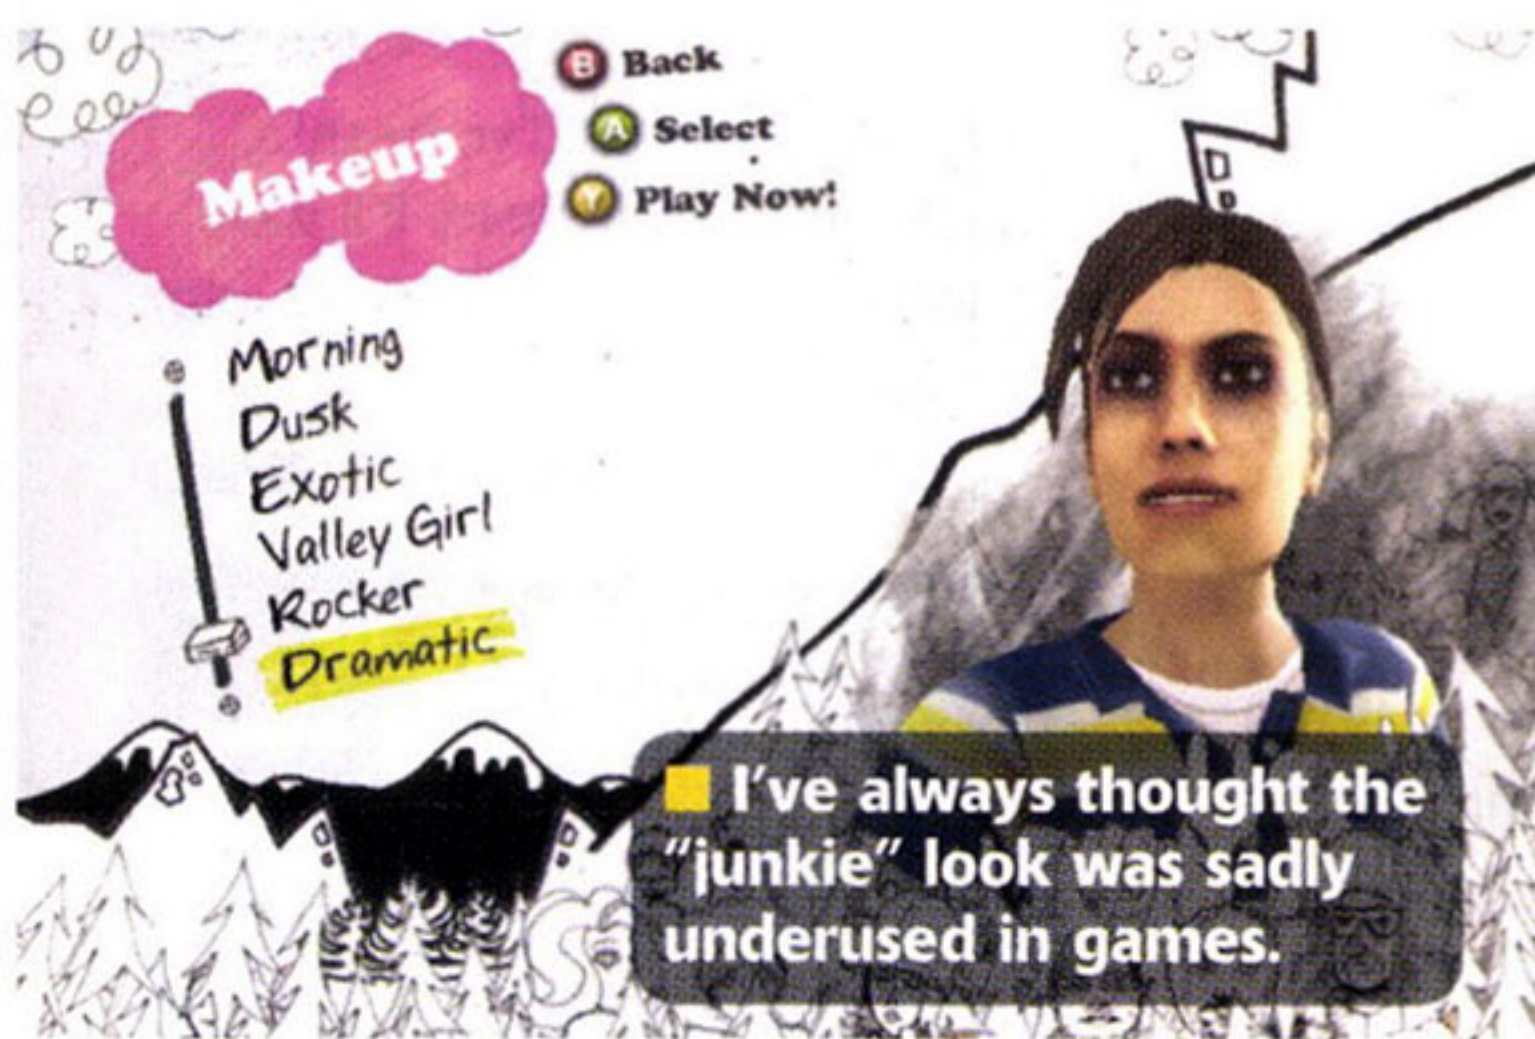 Makeup
B Back
A Select
Y Play Now!
Morning
Dusk
Exotic
Valley Girl
Rocker
Dramatic
I've always thought the
"junkie" look was sadly
underused in games.